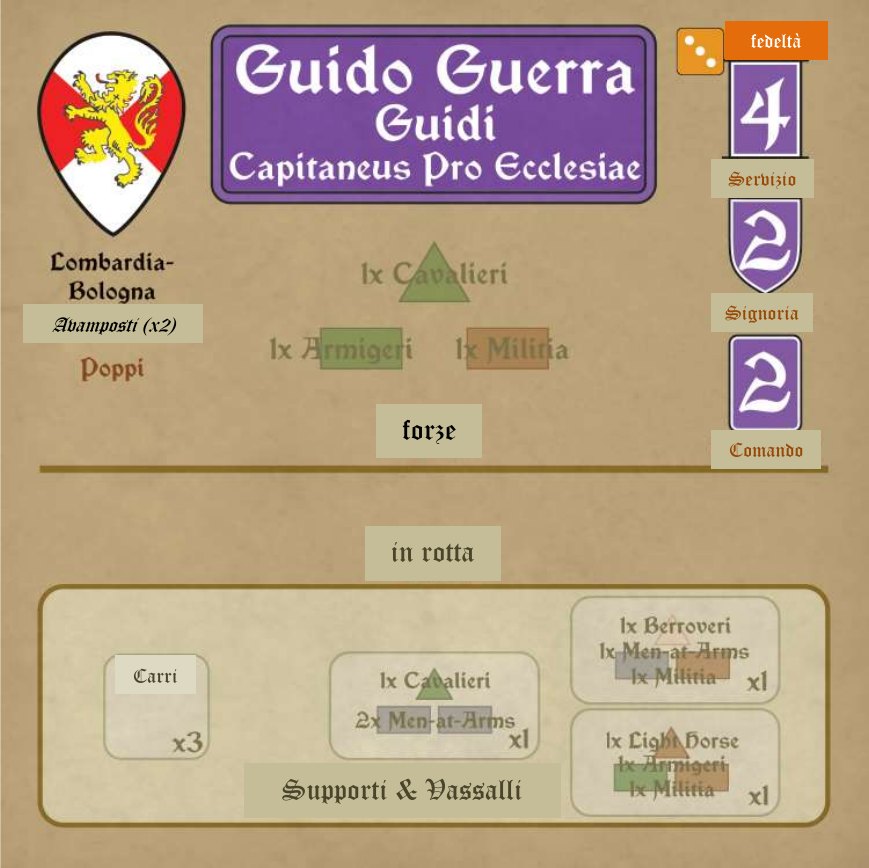 Guido Guerra
Guidi
Capitaneus Pro Ecclesiae
fedeltà
4
Servizio
2
Signoria
2
Comando
Lombardia-
Bologna
Avamposti (x2)
Poppi
1x Cavalieri
1x Armigeri
1x Militia
forze
in rotta
Carri
x3
1x Cavalieri
2x Men-at-Arms
x1
1x Berroveri
1x Men-at-Arms
1x Militia
x1
1x Light Horse
1x Armigeri
1x Militia
x1
Supporti & Vassalli